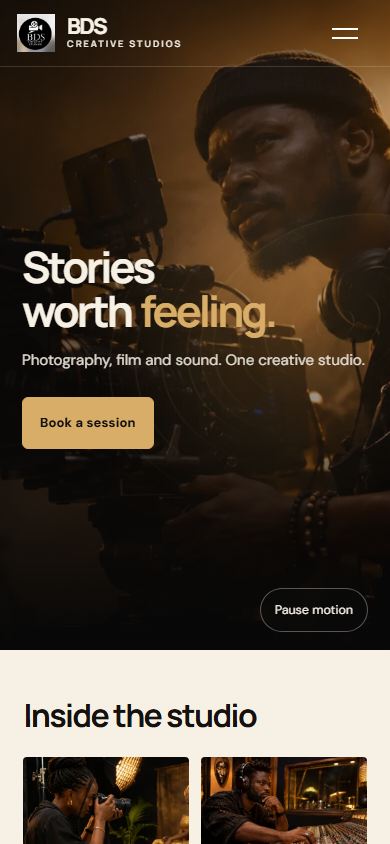 BDS
BDS
CREATIVE STUDIOS
Stories
worth feeling.
Photography, film and sound. One creative studio.
Book a session
Pause motion
Inside the studio